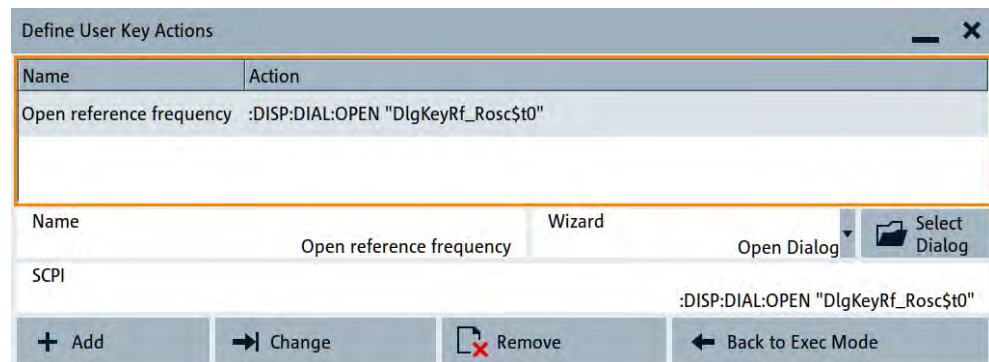 Define User Key Actions
Name Action
Open reference frequency :DISP:DIAL:OPEN "DlgKeyRf_Rosc$t0"
Name Wizard Select
Open reference frequency Open Dialog Dialog
SCPI
:DISP:DIAL:OPEN "DlgKeyRf_Rosc$t0"
Add Change Remove Back to Exec Mode